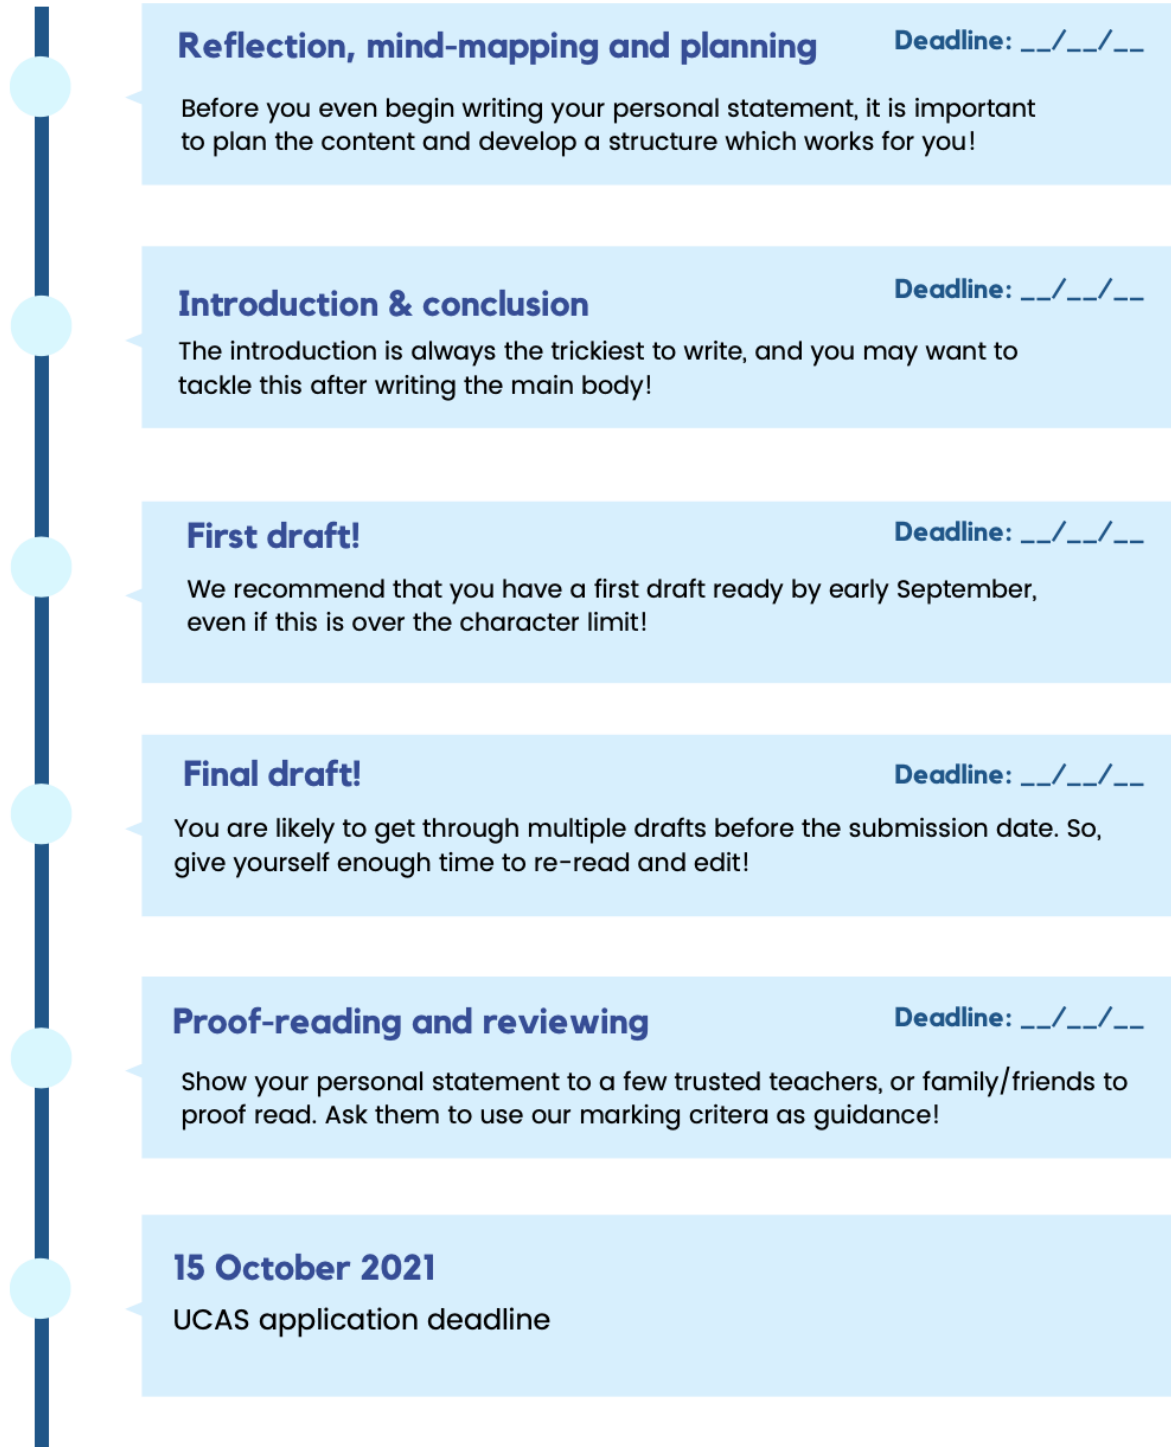 Reflection, mind-mapping and planning
Deadline: __/__/__
Before you even begin writing your personal statement, it is important
to plan the content and develop a structure which works for you!
Introduction & conclusion
Deadline: __/__/__
The introduction is always the trickiest to write, and you may want to
tackle this after writing the main body!
First draft!
Deadline: __/__/__
We recommend that you have a first draft ready by early September,
even if this is over the character limit!
Final draft!
Deadline: __/__/__
You are likely to get through multiple drafts before the submission date. So,
give yourself enough time to re-read and edit!
Proof-reading and reviewing
Deadline: __/__/__
Show your personal statement to a few trusted teachers, or family/friends to
proof read. Ask them to use our marking critera as guidance!
15 October 2021
UCAS application deadline